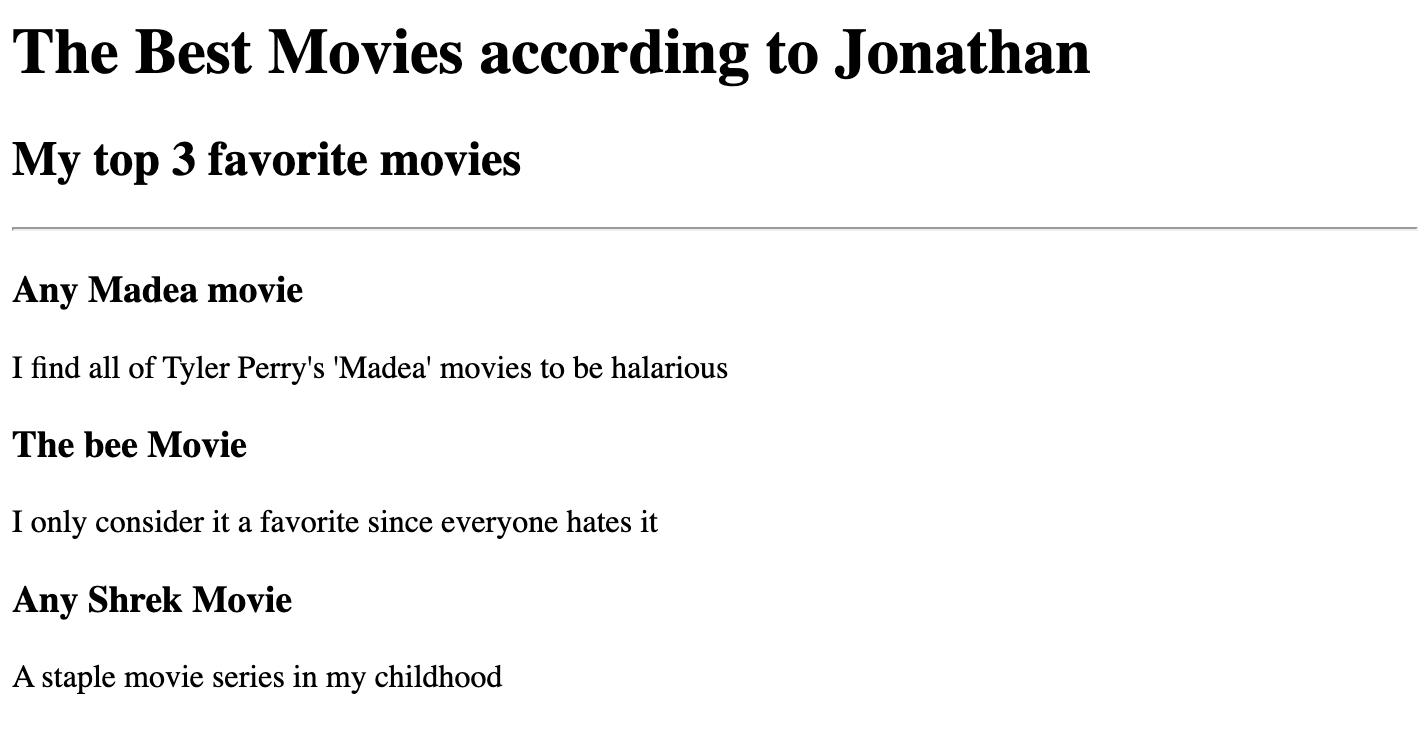 The Best Movies according to Jonathan
My top 3 favorite movies
Any Madea movie
I find all of Tyler Perry's 'Madea' movies to be halarious
The bee Movie
I only consider it a favorite since everyone hates it
Any Shrek Movie
A staple movie series in my childhood